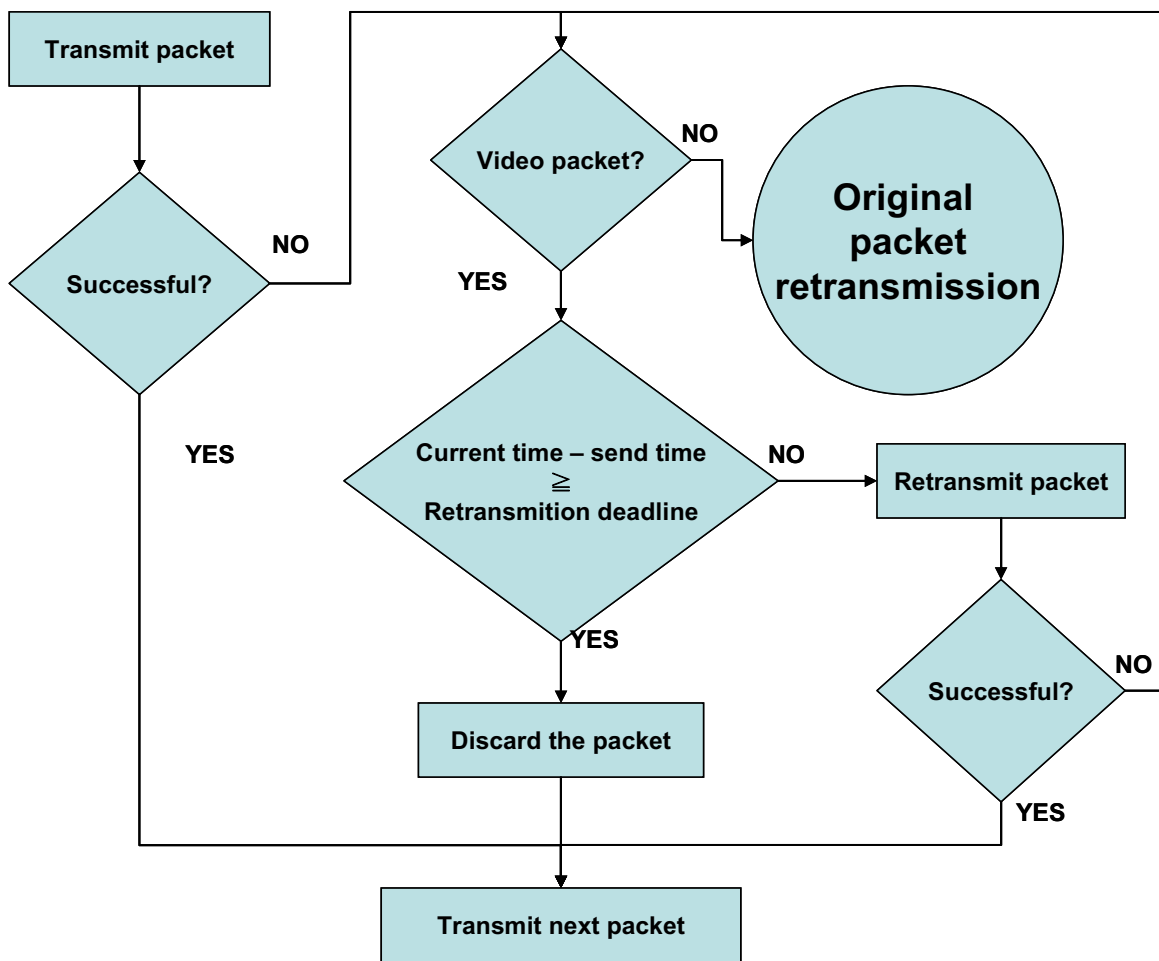 Transmit packet
Successful?
NO
YES
Video packet?
NO
YES
Original
packet
retransmission
Current time – send time
≧
Retransmition deadline
NO
YES
Retransmit packet
Successful?
NO
YES
Discard the packet
Transmit next packet